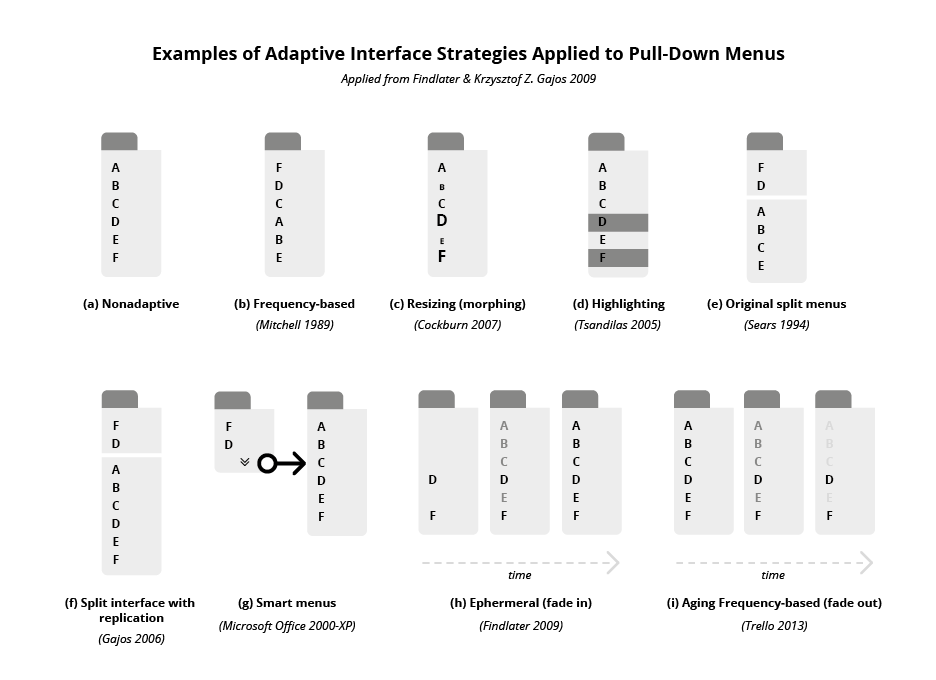 Examples of Adaptive Interface Strategies Applied to Pull-Down Menus
Applied from Findlater & Krzysztof Z. Gajos 2009
A
B
C
D
E
F
(a) Nonadaptive
F
D
C
A
B
E
(b) Frequency-based
(Mitchell 1989)
A
B
C
D
E
F
(c) Resizing (morphing)
(Cockburn 2007)
A
B
C
D
E
F
(d) Highlighting
(Tsandilas 2005)
F
D
A
B
C
E
(e) Original split menus
(Sears 1994)
F
D
A
B
C
D
E
F
(f) Split interface with
replication
(Gajos 2006)
F
D
A
B
C
D
E
F
(g) Smart menus
(Microsoft Office 2000-XP)
D
F
A
B
C
D
E
F
A
B
C
D
E
F
time
(h) Ephemeral (fade in)
(Findlater 2009)
A
B
C
D
E
F
A
B
C
D
E
F
A
B
C
D
E
F
time
(i) Aging Frequency-based (fade out)
(Trello 2013)